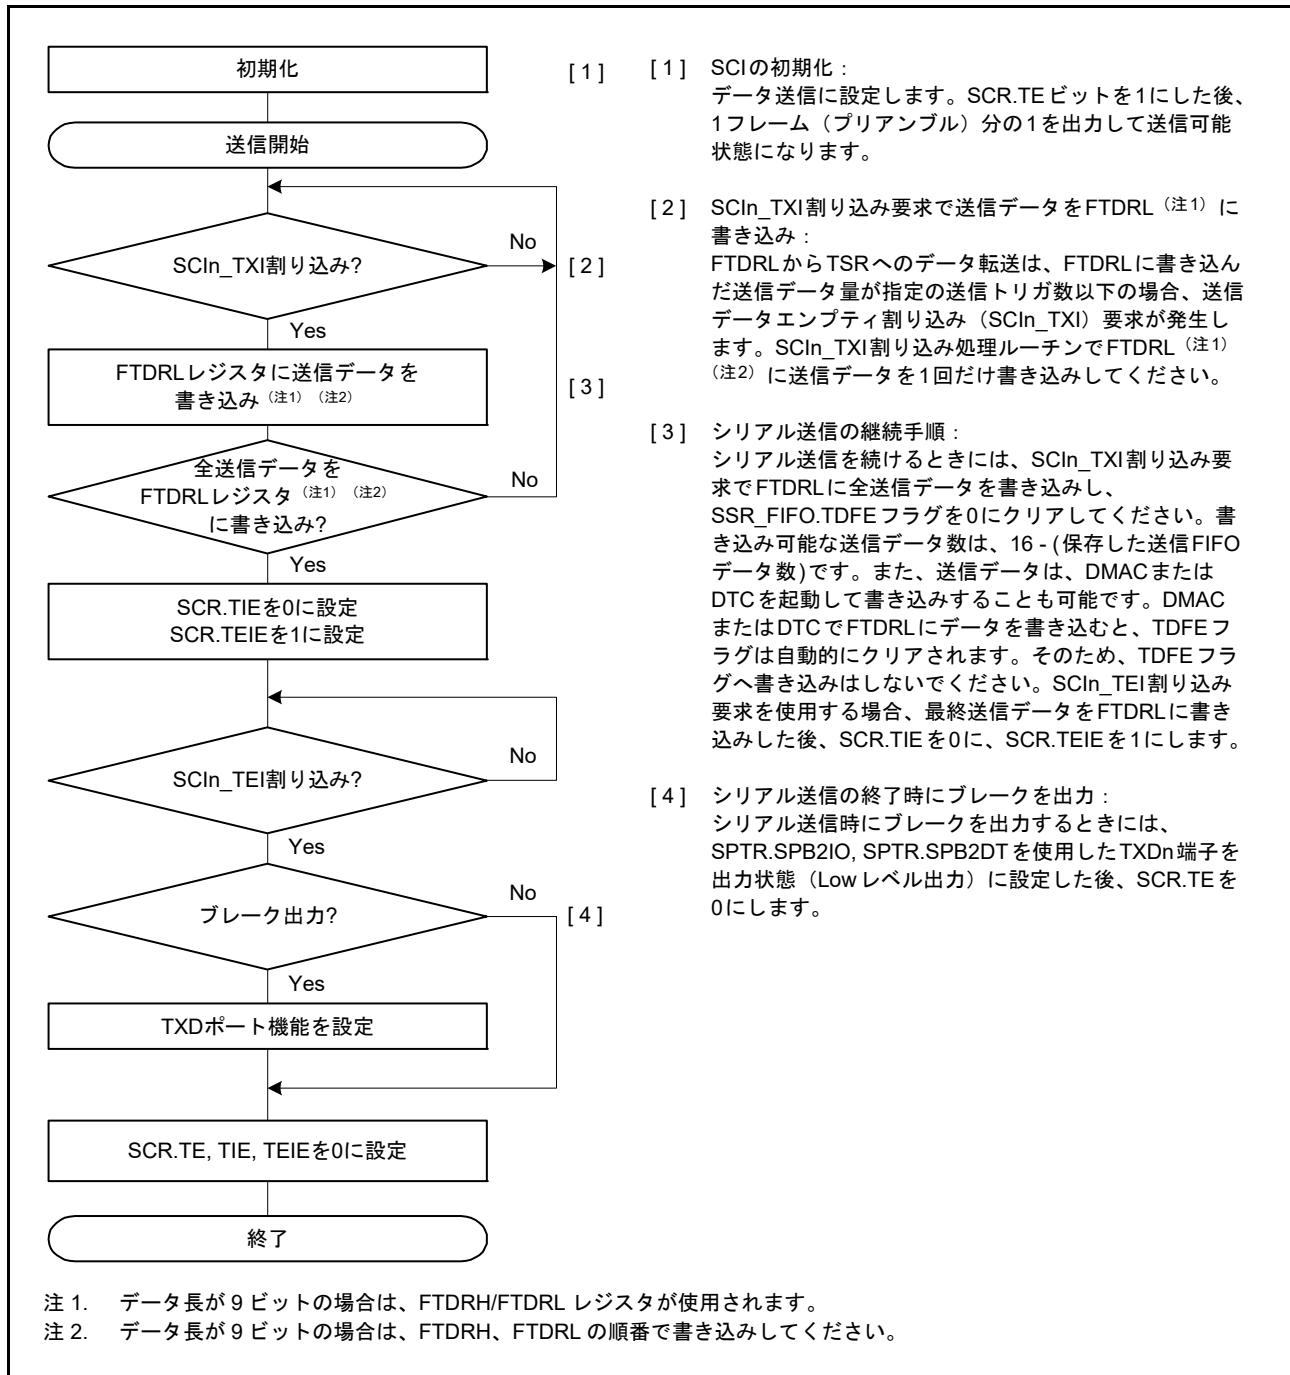 初期化
[ 1 ]
送信開始
No
SCIn_TXI割り込み?
[ 2 ]
Yes
FTDRLレジスタに送信データを
書き込み（注1）（注2）
[ 3 ]
全送信データを
FTDRLレジスタ（注1）（注2）
に書き込み?
No
Yes
SCR.TIEを0に設定
SCR.TEIEを1に設定
No
SCIn_TEI割り込み?
Yes
No
ブレーク出力?
[ 4 ]
Yes
TXDポート機能を設定
SCR.TE, TIE, TEIEを0に設定
終了
[ 1 ] SCIの初期化：
データ送信に設定します。SCR.TEビットを1にした後、
1フレーム（プリアンブル）分の1を出力して送信可能
状態になります。
[ 2 ] SCIn_TXI割り込み要求で送信データをFTDRL（注1）に
書き込み：
FTDRLからTSRへのデータ転送は、FTDRLに書き込ん
だ送信データ量が指定の送信トリガ数以下の場合、送信
データエンプティ割り込み（SCIn_TXI）要求が発生し
ます。SCIn_TXI割り込み処理ルーチンでFTDRL（注1）
（注2）に送信データを1回だけ書き込みしてください。
[ 3 ] シリアル送信の継続手順：
シリアル送信を続けるときには、SCIn_TXI割り込み要
求でFTDRLに全送信データを書き込みし、
SSR_FIFO.TDFEフラグを0にクリアしてください。書
き込み可能な送信データ数は、16 - (保存した送信FIFO
データ数)です。また、送信データは、DMACまたは
DTCを起動して書き込みすることも可能です。DMAC
またはDTCでFTDRLにデータを書き込むと、TDFEフ
ラグは自動的にクリアされます。そのため、TDFEフラ
グへ書き込みはしないでください。SCIn_TEI割り込み
要求を使用する場合、最終送信データをFTDRLに書き
込みした後、SCR.TIEを0に、SCR.TEIEを1にします。
[ 4 ] シリアル送信の終了時にブレークを出力：
シリアル送信時にブレークを出力するときには、
SPTR.SPB2IO, SPTR.SPB2DTを使用したTXDn端子を
出力状態（Lowレベル出力）に設定した後、SCR.TEを
0にします。
注 1. データ長が 9 ビットの場合は、FTDRH/FTDRL レジスタが使用されます。
注 2. データ長が 9 ビットの場合は、FTDRH、FTDRL の順番で書き込みしてください。